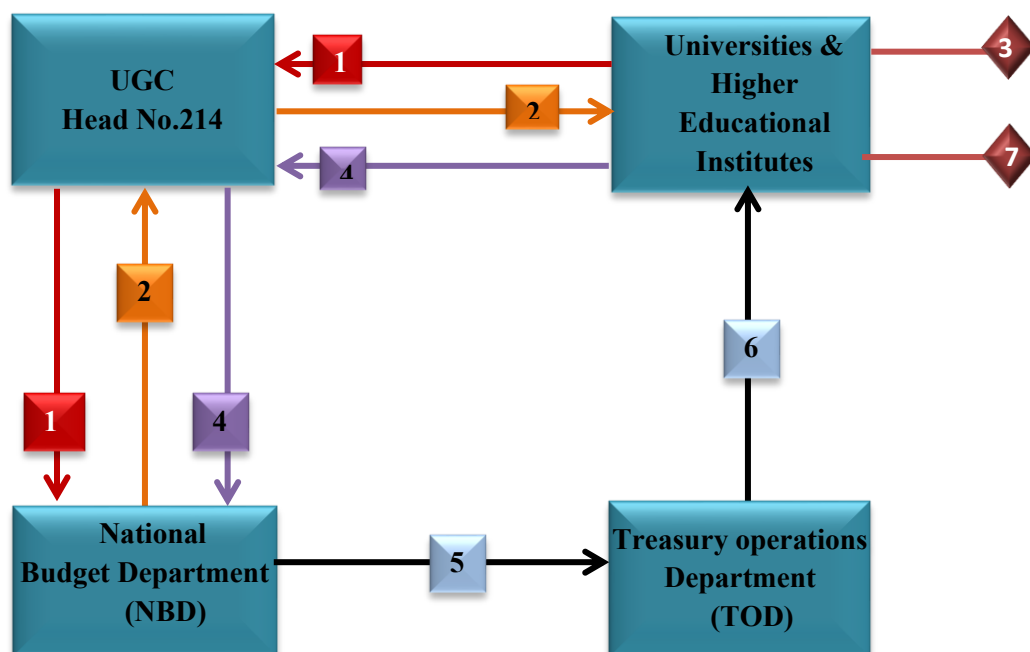 UGC
Head No.214
1
2
4
Universities &
Higher
Educational
Institutes
3
7
2
1
4
6
National
Budget Department
(NBD)
5
Treasury operations
Department
(TOD)